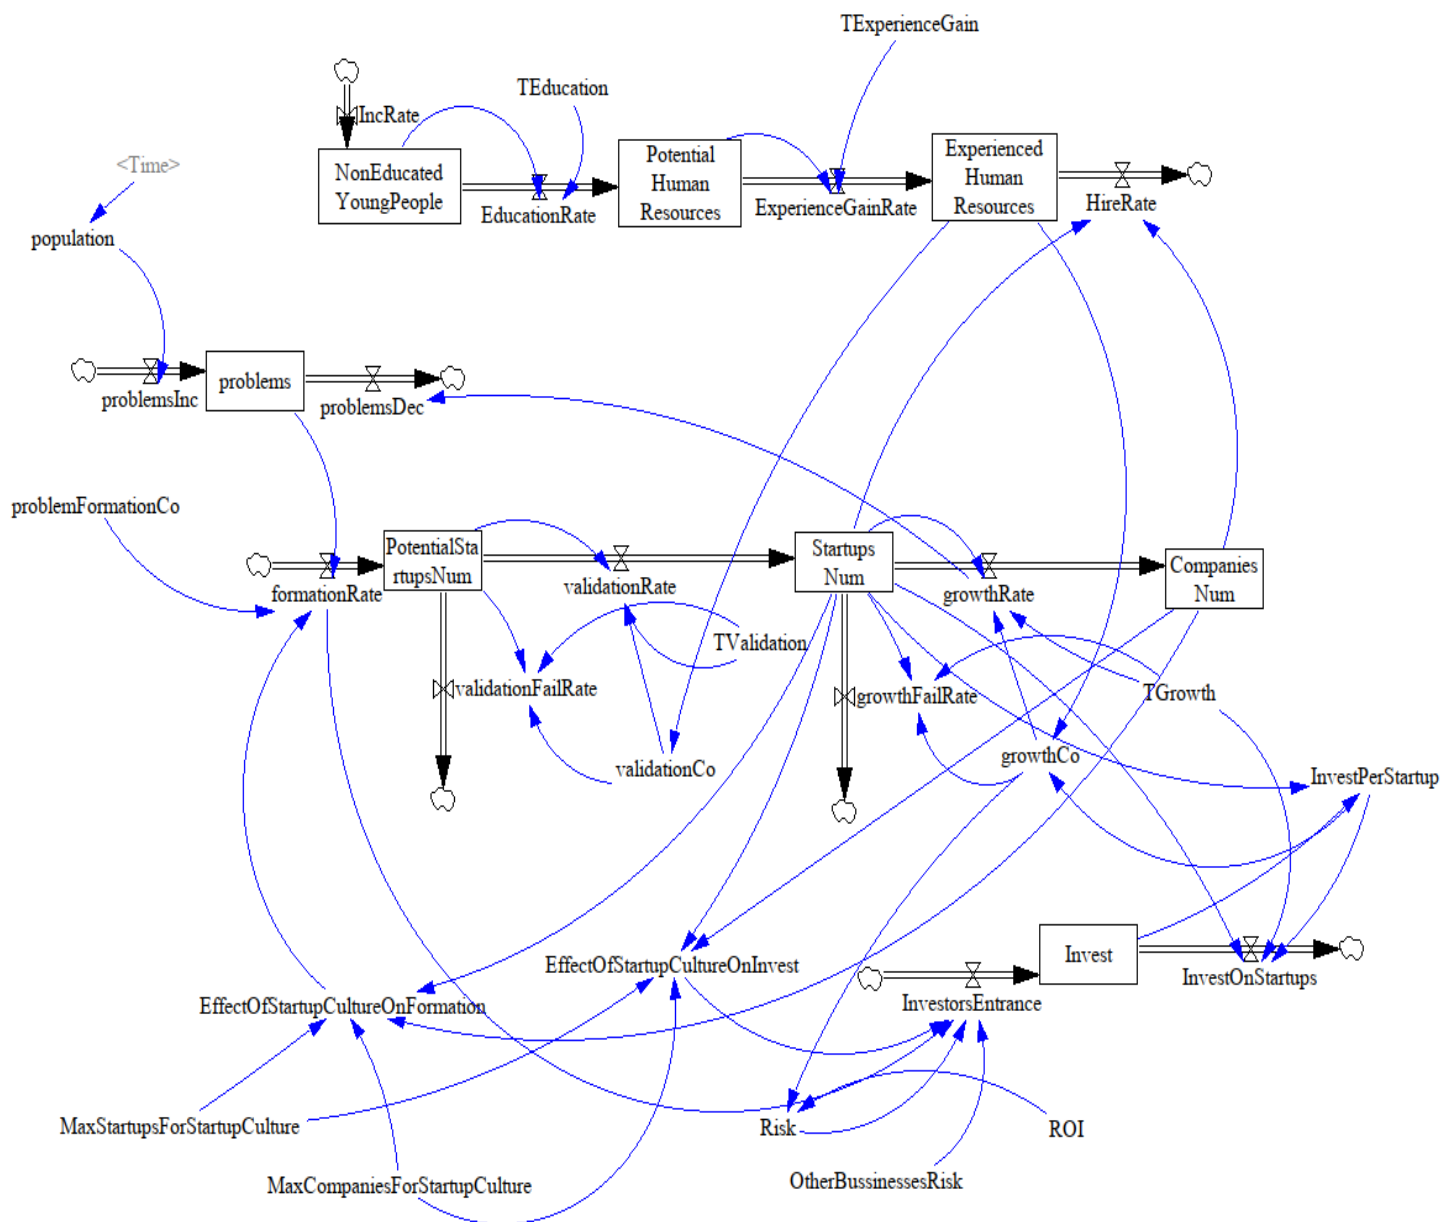 TExperienceGain
TEducation
IncRate
<Time>
NonEducated
YoungPeople
Potential
Human
Resources
Experienced
Human
Resources
EducationRate
ExperienceGainRate
HireRate
population
problems
problemsInc
problemsDec
problemFormationCo
PotentialSta
rtupsNum
Startups
Num
Companies
Num
formationRate
validationRate
growthRate
TValidation
validationFailRate
growthFailRate
TGrowth
validationCo
growthCo
InvestPerStartup
EffectOfStartupCultureOnInvest
Invest
InvestOnStartups
EffectOfStartupCultureOnFormation
InvestorsEntrance
MaxStartupsForStartupCulture
Risk
ROI
MaxCompaniesForStartupCulture
OtherBussinessesRisk